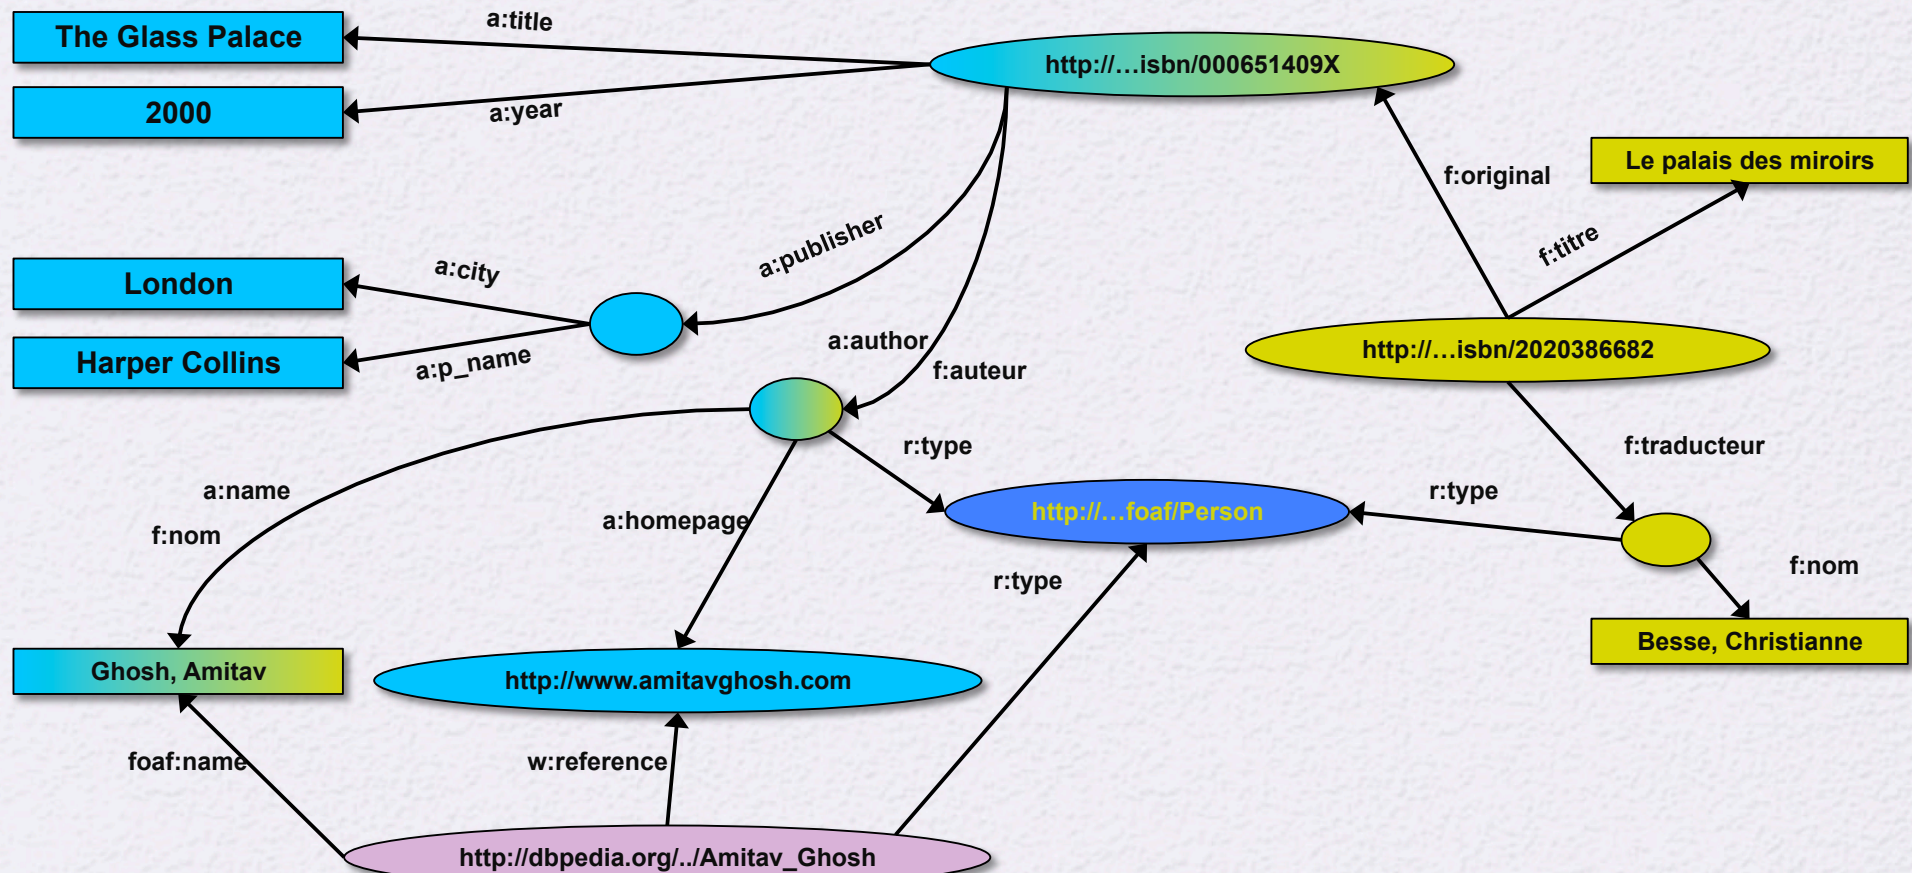 a:title
The Glass Palace
http://…isbn/000651409X
2000
a:year
Le palais des miroirs
f:original
f:titre
a:publisher
a:city
London
a:author
http://…isbn/2020386682
Harper Collins
a:p_name
f:auteur
r:type
f:traducteur
a:name
r:type
http://…foaf/Person
a:homepage
f:nom
f:nom
r:type
Besse, Christianne
Ghosh, Amitav
http://www.amitavghosh.com
foaf:name
w:reference
http://dbpedia.org/../Amitav_Ghosh